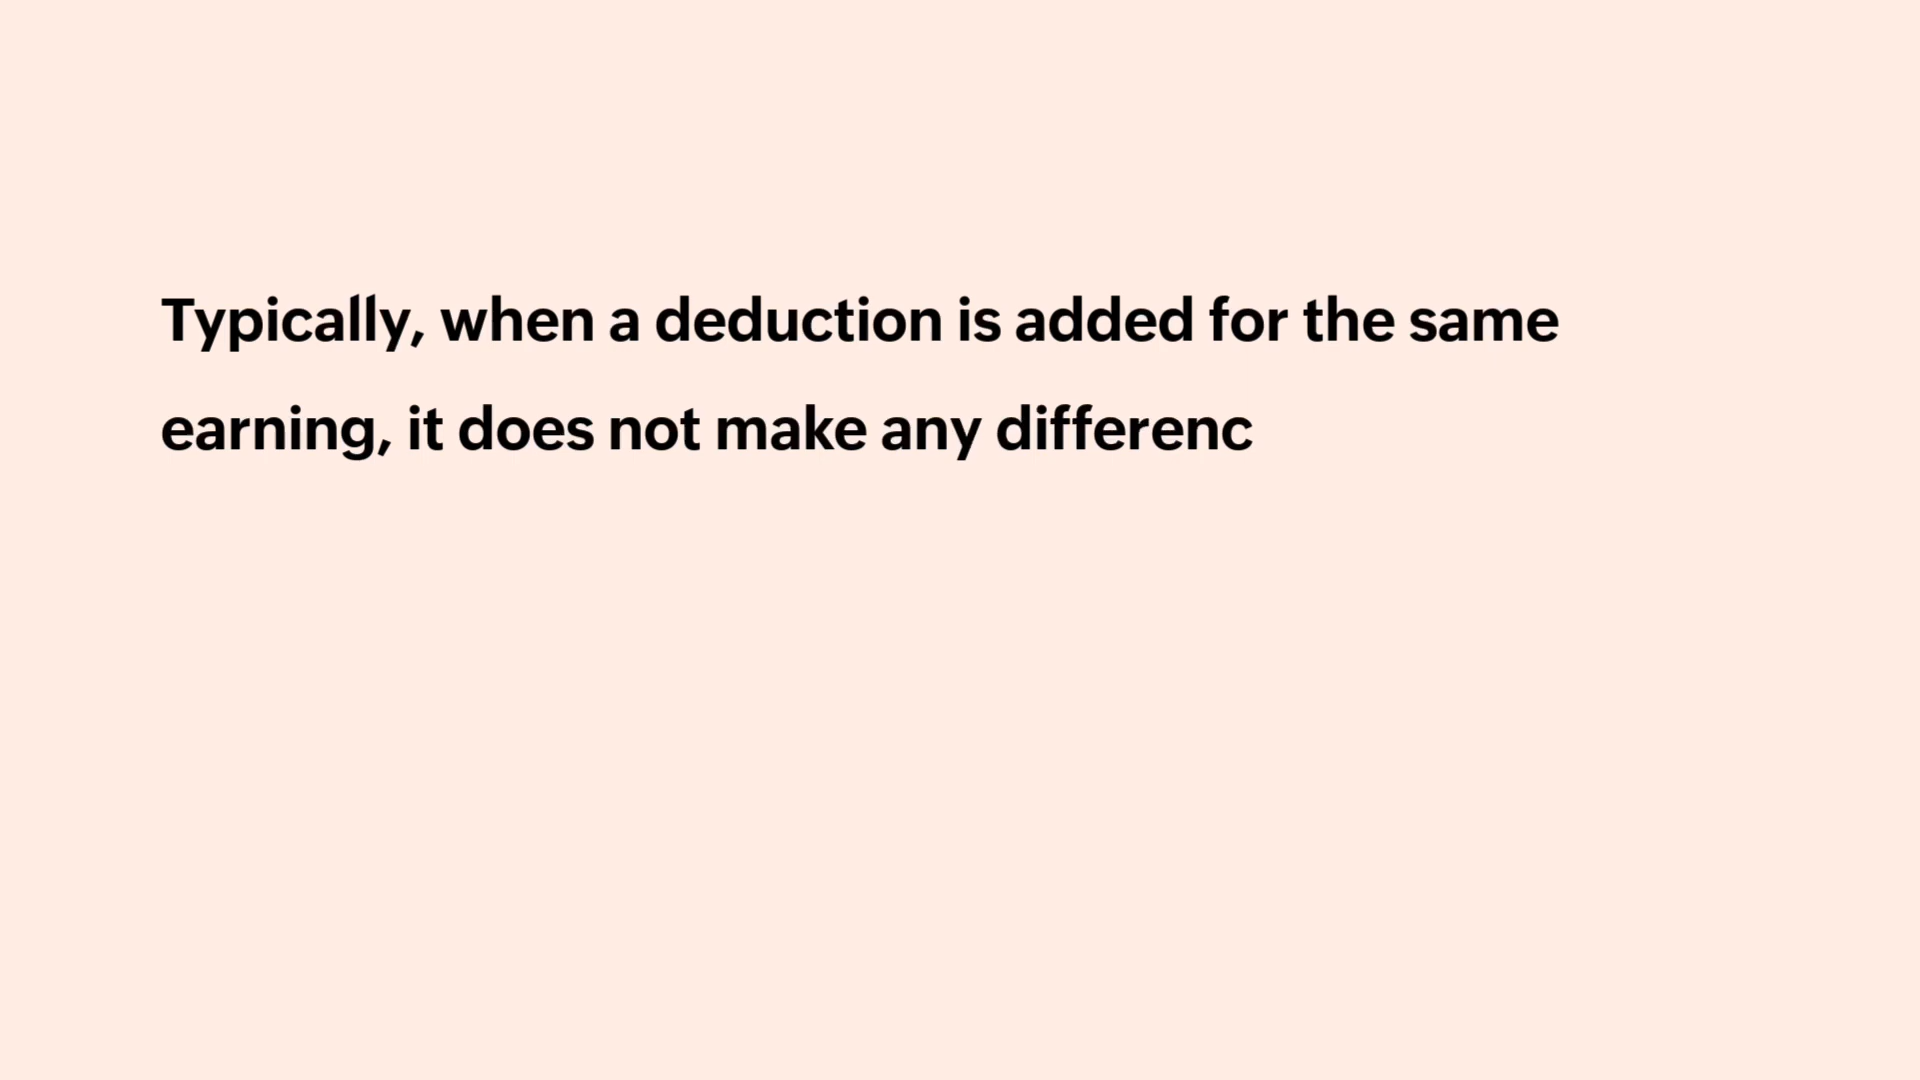 Typically, when a deduction is added for the same
earning, it does not make any differenc